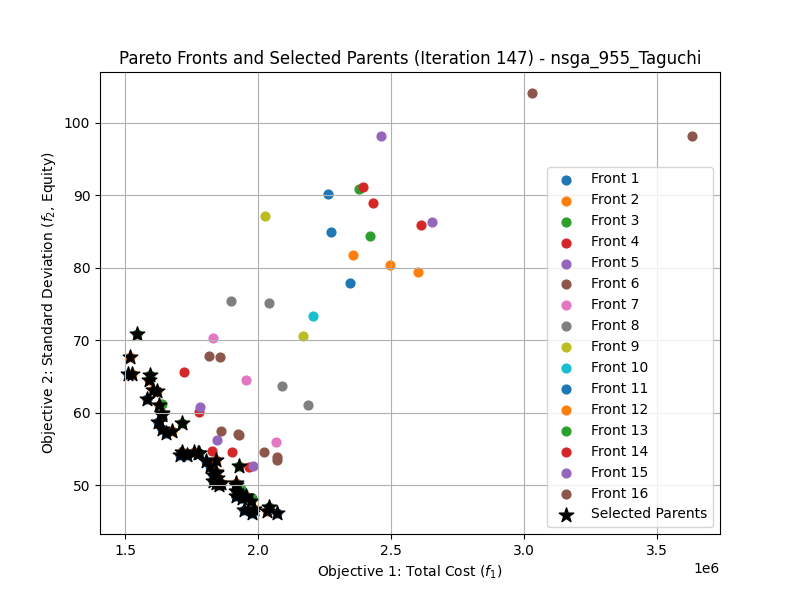 Pareto Fronts and Selected Parents (Iteration 147) - nsga_955_Taguchi
Objective 2: Standard Deviation (f₂, Equity)
100
90
80
70
60
50
1.5
2.0
2.5
3.0
3.5
1e6
Objective 1: Total Cost (f₁)
Front 1
Front 2
Front 3
Front 4
Front 5
Front 6
Front 7
Front 8
Front 9
Front 10
Front 11
Front 12
Front 13
Front 14
Front 15
Front 16
Selected Parents